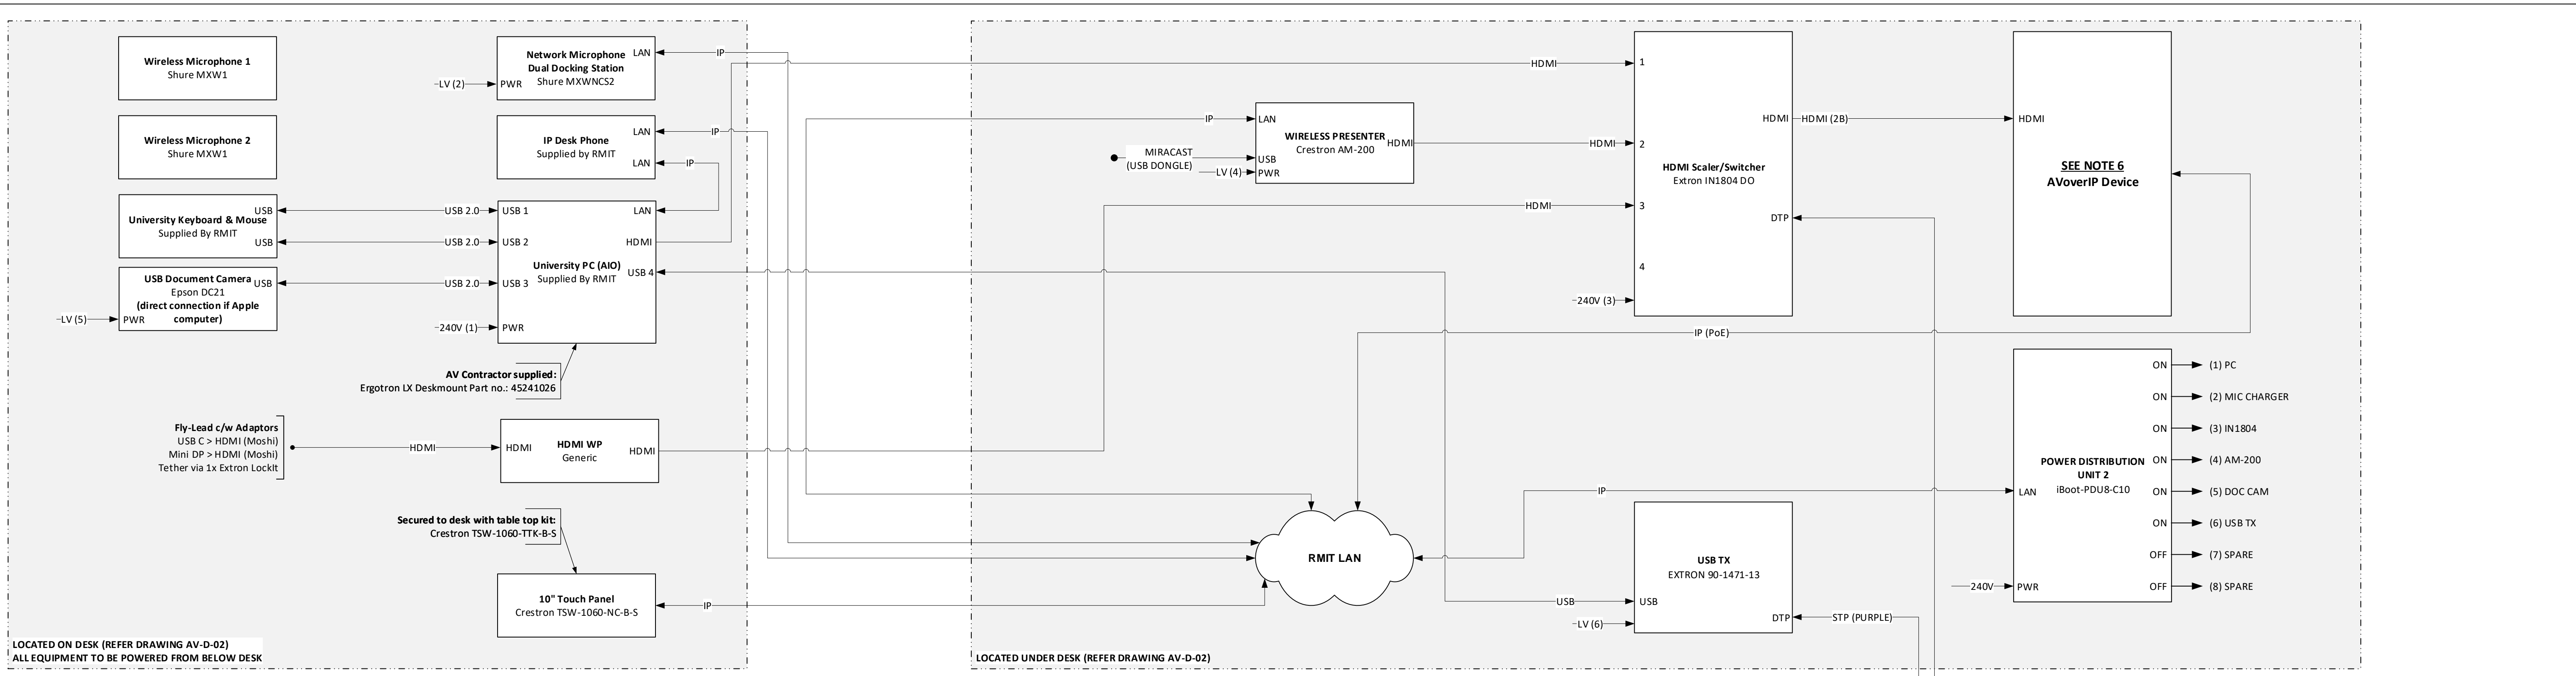 Wireless Microphone 1
Shure MXW1
Wireless Microphone 2
Shure MXW1
USB
University Keyboard & Mouse
Supplied By RMIT
USB
USB Document Camera
USB
Epson DC21
(direct connection if Apple
computer)
LV (5)
PWR
Network Microphone
Dual Docking Station
Shure MXWNCS2
LAN
LV (2)
PWR
IP
IP Desk Phone
Supplied by RMIT
LAN
LAN
IP
IP
USB 2.0
USB 1
LAN
USB 2.0
USB 2
HDMI
University PC (AIO)
Supplied By RMIT
USB 4
USB 2.0
USB 3
240V (1)
PWR
AV Contractor supplied:
Ergotron LX Deskmount Part no.: 45241026
Fly-Lead c/w Adaptors
USB C > HDMI (Moshi)
Mini DP > HDMI (Moshi)
Tether via 1x Extron LockIt
HDMI
HDMI
HDMI WP
Generic
HDMI
Secured to desk with table top kit:
Crestron TSW-1060-TTK-B-S
10" Touch Panel
Crestron TSW-1060-NC-B-S
IP
LOCATED ON DESK (REFER DRAWING AV-D-02)
ALL EQUIPMENT TO BE POWERED FROM BELOW DESK
HDMI
IP
LAN
WIRELESS PRESENTER
Crestron AM-200
HDMI
MIRACAST
(USB DONGLE)
USB
LV (4)
PWR
HDMI
HDMI
1
2
3
4
HDMI Scaler/Switcher
Extron IN1804 DO
HDMI
DTP
240V (3)
HDMI (2B)
HDMI
SEE NOTE 6
AVoverIP Device
IP (PoE)
RMIT LAN
IP
USB TX
EXTRON 90-1471-13
USB
USB
LV (6)
DTP
STP (PURPLE)
POWER DISTRIBUTION
UNIT 2
iBoot-PDU8-C10
LAN
240V
PWR
ON
(1) PC
ON
(2) MIC CHARGER
ON
(3) IN1804
ON
(4) AM-200
ON
(5) DOC CAM
ON
(6) USB TX
OFF
(7) SPARE
OFF
(8) SPARE
LOCATED UNDER DESK (REFER DRAWING AV-D-02)